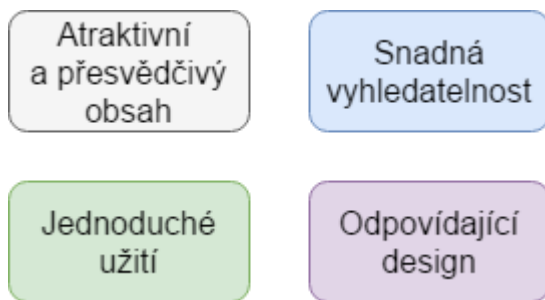 Atraktivní
a přesvědčivý
obsah
Snadná
vyhledatelnost
Jednoduché
užití
Odpovídající
design